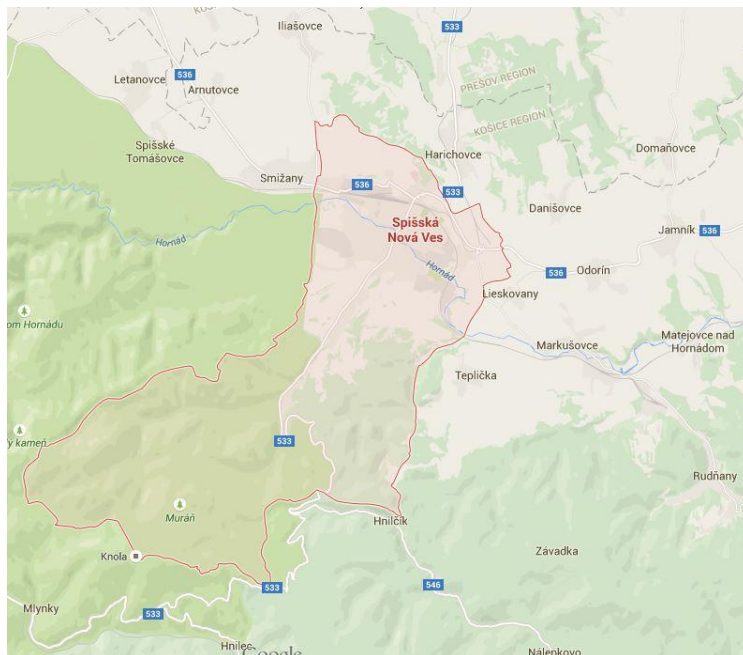 533
Iliašovce
536
Letanovce
Arnutovce
PREŠOV REGION
KOŠICE REGION
Spišské
Tomášovce
Harichovce
Domaňovce
Smižany
536
533
Danišovce
Spišská
Nová Ves
Jamník
536
Hornád
Hornád
536
Odorín
Lieskovany
om Hornádu
Markušovce
Matejovce nad
Hornádom
Teplička
533
ý kameň
Rudňany
Muráň
Hnilčík
Knola
Závadka
533
546
Mlynky
533
Hnilec
Google
Nálepkovo